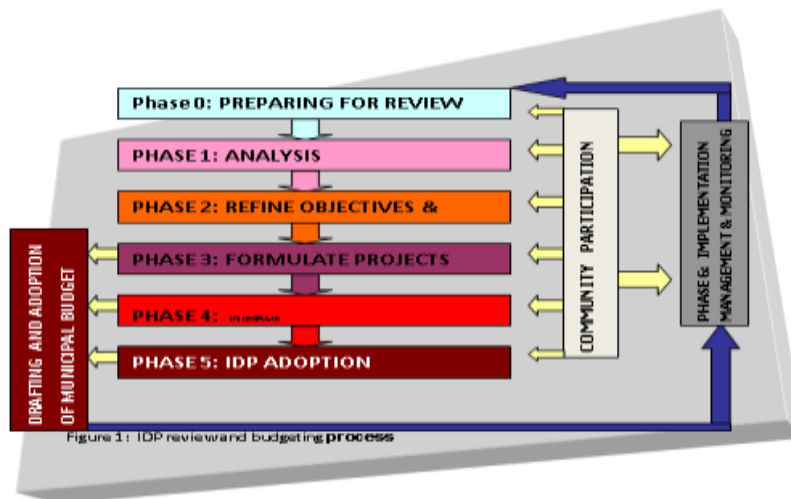 Phase 0: PREPARING FOR REVIEW
PHASE 1: ANALYSIS
PHASE 2: REFINE OBJECTIVES &
PHASE 3: FORMULATE PROJECTS
PHASE 4:
PHASE 5: IDP ADOPTION
DRAFTING AND ADOPTION
OF MUNICIPAL BUDGET
COMMUNITY PARTICIPATION
PHASE 6 IMPLEMENTATION
MANAGEMENT & MONITORING
Figure 1: IDP review and budgeting process